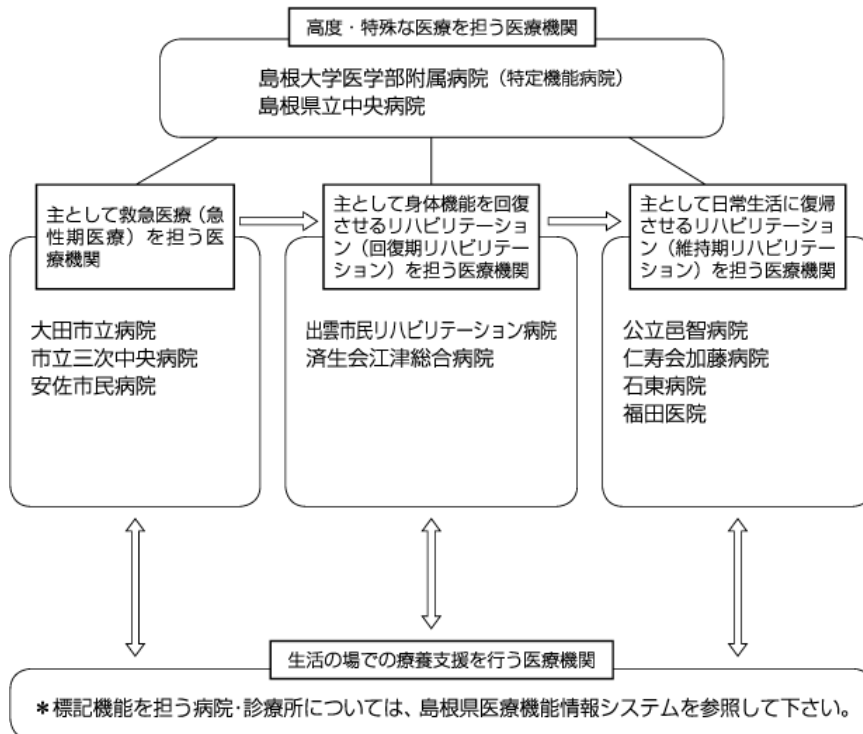 高度・特殊な医療を担う医療機関
島根大学医学部附属病院（特定機能病院）
島根県立中央病院
主として救急医療（急
性期医療）を担う医
療機関
大田市立病院
市立三次中央病院
安佐市民病院
主として身体機能を回復
させるリハビリテーショ
ン（回復期リハビリテー
ション）を担う医療機関
出雲市民リハビリテーション病院
済生会江津総合病院
主として日常生活に復帰
させるリハビリテーショ
ン（維持期リハビリテー
ション）を担う医療機関
公立邑智病院
仁寿会加藤病院
石東病院
福田医院
生活の場での療養支援を行う医療機関
＊標記機能を担う病院・診療所については、島根県医療機能情報システムを参照して下さい。